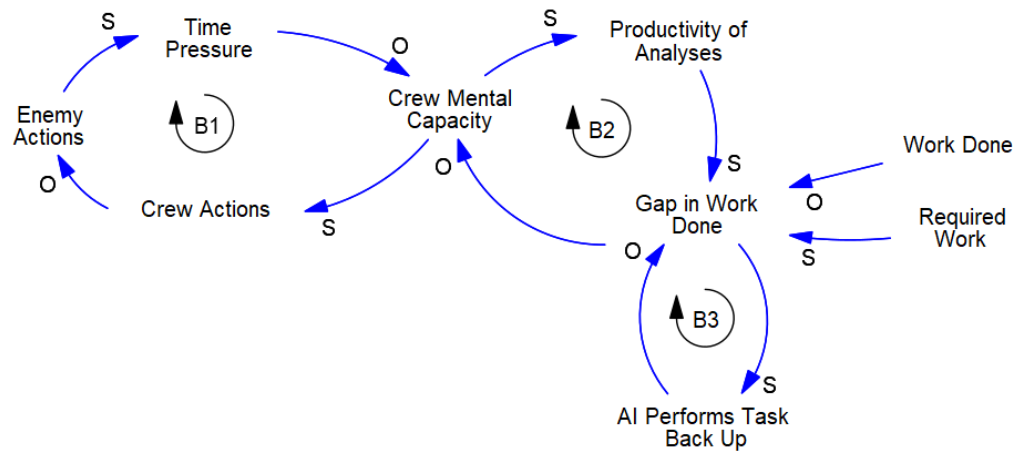 S
Time
Pressure
O
S
Productivity of
Analyses
Enemy
Actions
B1
Crew Mental
Capacity
B2
Work Done
O
O
S
Crew Actions
S
Gap in Work
Done
O
Required
Work
O
S
B3
S
AI Performs Task
Back Up